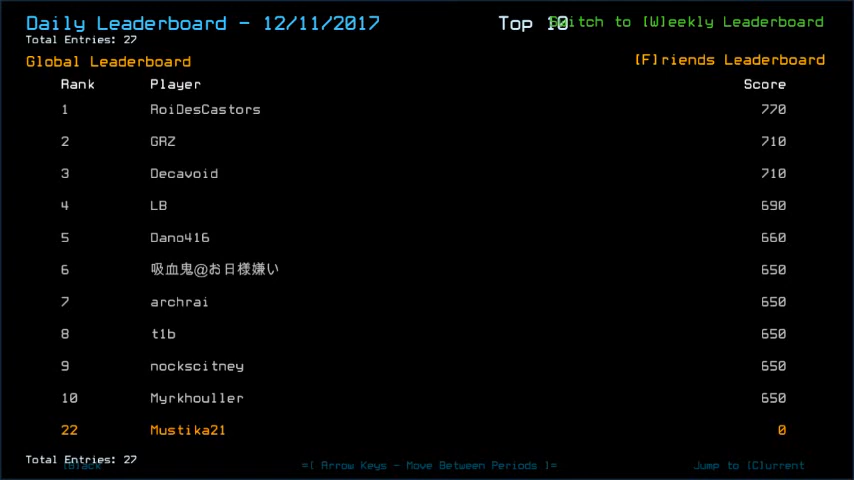 Daily Leaderboard - 12/11/2017 Top 10 Switch to [W]eekly Leaderboard
Total Entries: 27
Global Leaderboard [F]riends Leaderboard
Rank Player Score
1 RoiDesCastors 770
2 GRZ 710
3 Decavoid 710
4 LB 690
5 Dano416 660
6 吸血鬼@お日様嫌い 650
7 archrai 650
8 t1b 650
9 nockscitney 650
10 Myrkhouller 650
22 Mustika21 0
Total Entries: 27
[B]ack =[ Arrow Keys - Move Between Periods ]= Jump to [C]urrent